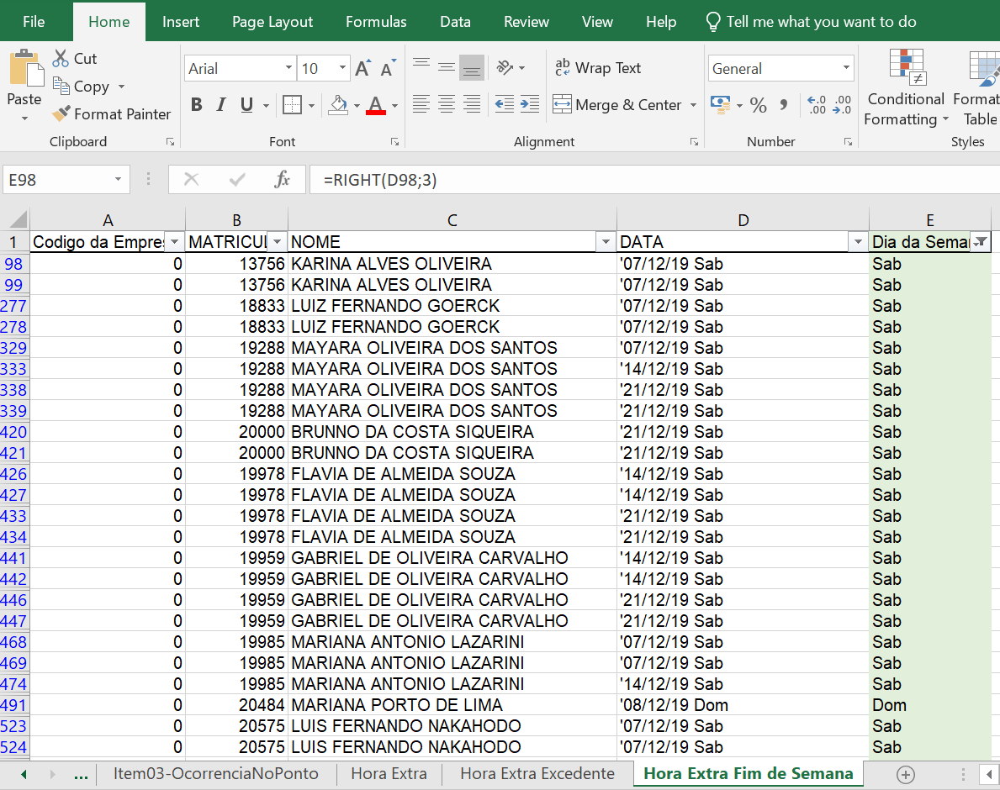 File Home Insert Page Layout Formulas Data Review View Help Tell me what you want to do
Paste
Cut
Copy
Format Painter
Clipboard
Arial 10 A A
B I U A
Font
ab Wrap Text
Merge & Center
Alignment
General
% , .0 .00 .00 .0
Number
Conditional Formatting
Format
Table
Styles
E98 fx =RIGHT(D98;3)
A B C D E
1 Codigo da Empres MATRICUL NOME DATA Dia da Semar
98 0 13756 KARINA ALVES OLIVEIRA '07/12/19 Sab Sab
99 0 13756 KARINA ALVES OLIVEIRA '07/12/19 Sab Sab
277 0 18833 LUIZ FERNANDO GOERCK '07/12/19 Sab Sab
278 0 18833 LUIZ FERNANDO GOERCK '07/12/19 Sab Sab
329 0 19288 MAYARA OLIVEIRA DOS SANTOS '07/12/19 Sab Sab
333 0 19288 MAYARA OLIVEIRA DOS SANTOS '14/12/19 Sab Sab
338 0 19288 MAYARA OLIVEIRA DOS SANTOS '21/12/19 Sab Sab
339 0 19288 MAYARA OLIVEIRA DOS SANTOS '21/12/19 Sab Sab
420 0 20000 BRUNNO DA COSTA SIQUEIRA '21/12/19 Sab Sab
421 0 20000 BRUNNO DA COSTA SIQUEIRA '21/12/19 Sab Sab
426 0 19978 FLAVIA DE ALMEIDA SOUZA '14/12/19 Sab Sab
427 0 19978 FLAVIA DE ALMEIDA SOUZA '14/12/19 Sab Sab
433 0 19978 FLAVIA DE ALMEIDA SOUZA '21/12/19 Sab Sab
434 0 19978 FLAVIA DE ALMEIDA SOUZA '21/12/19 Sab Sab
441 0 19959 GABRIEL DE OLIVEIRA CARVALHO '14/12/19 Sab Sab
442 0 19959 GABRIEL DE OLIVEIRA CARVALHO '14/12/19 Sab Sab
446 0 19959 GABRIEL DE OLIVEIRA CARVALHO '21/12/19 Sab Sab
447 0 19959 GABRIEL DE OLIVEIRA CARVALHO '21/12/19 Sab Sab
468 0 19985 MARIANA ANTONIO LAZARINI '07/12/19 Sab Sab
469 0 19985 MARIANA ANTONIO LAZARINI '07/12/19 Sab Sab
474 0 19985 MARIANA ANTONIO LAZARINI '14/12/19 Sab Sab
491 0 20484 MARIANA PORTO DE LIMA '08/12/19 Dom Dom
523 0 20575 LUIS FERNANDO NAKAHODO '07/12/19 Sab Sab
524 0 20575 LUIS FERNANDO NAKAHODO '07/12/19 Sab Sab
... Item03-OcorrenciaNoPonto Hora Extra Hora Extra Excedente Hora Extra Fim de Semana